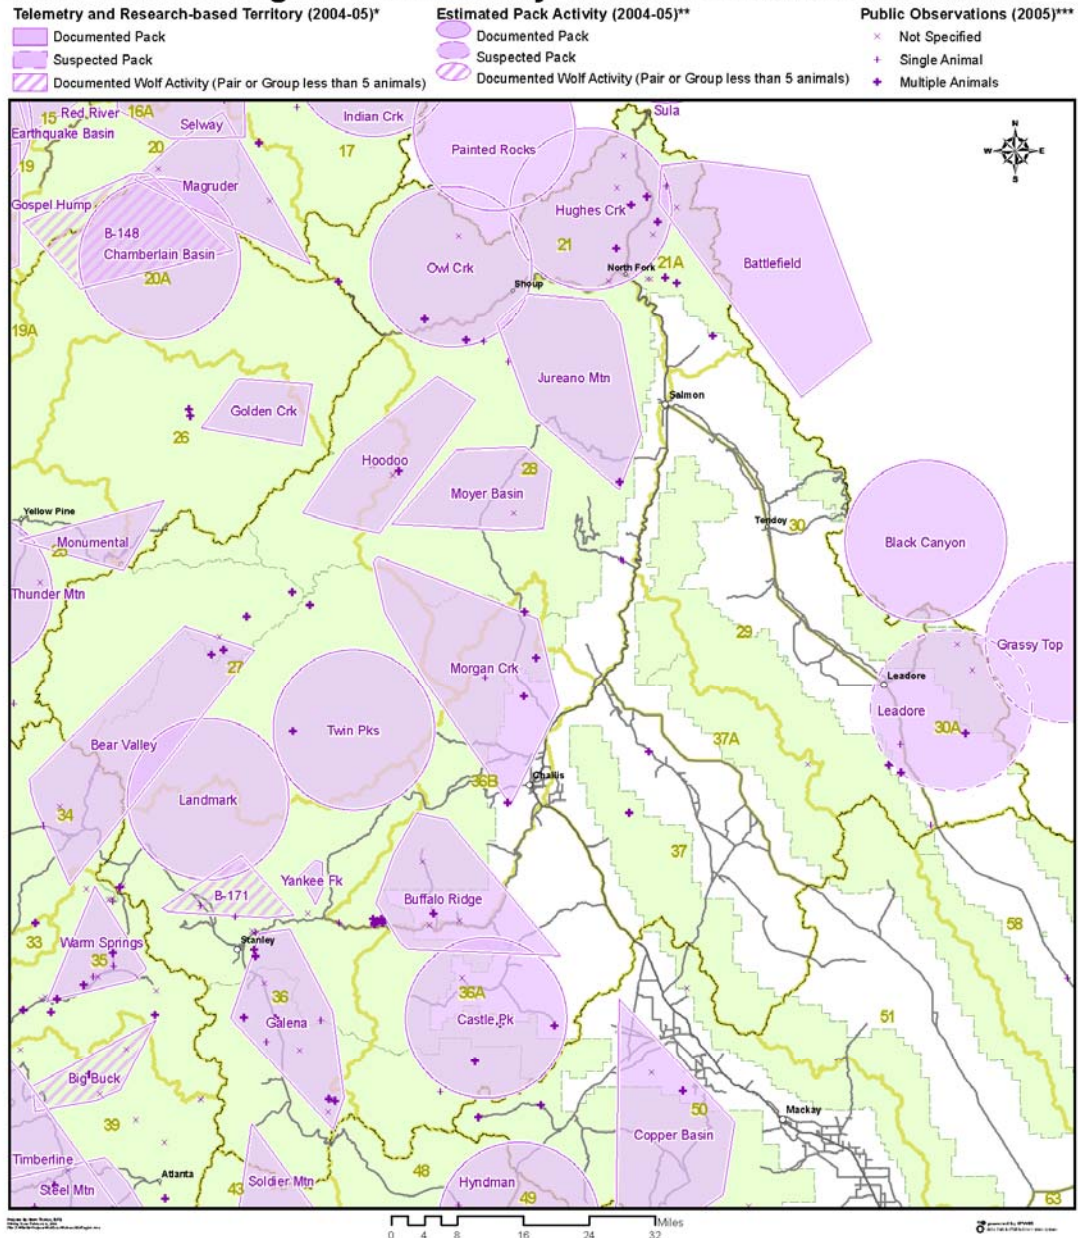 Telemetry and Research-based Territory (2004-05)*
Documented Pack
Suspected Pack
Documented Wolf Activity (Pair or Group less than 5 animals)
Estimated Pack Activity (2004-05)**
Documented Pack
Suspected Pack
Documented Wolf Activity (Pair or Group less than 5 animals)
Public Observations (2005)***
Not Specified
Single Animal
Multiple Animals
15
Red River
16A
Earthquake Basin
Selway
Indian Crk
Sula
20
17
Painted Rocks
19
Magruder
N
W
E
S
Gospel Hump
Hughes Crk
B-148
Chamberlain Basin
21
20A
Owl Crk
North Fork
21A
Battlefield
Shoup
19A
Jureano Mtn
Golden Crk
Salmon
26
Hoodoo
28
Moyer Basin
Yellow Pine
Tendoy
30
Monumental
Black Canyon
Thunder Mtn
29
Grassy Top
27
Morgan Crk
Leadore
Leadore
30A
Bear Valley
Twin Pks
37A
36B
Challis
Landmark
34
37
Yankee Fk
B-171
Buffalo Ridge
33
Warm Springs
Stanley
58
35
36
36A
Galena
Castle Pk
51
Big Buck
39
50
Mackay
Copper Basin
Timberline
Atlanta
48
Steel Mtn
43
Soldier Mtn
Hyndman
49
63
0
4
8
16
24
32
Miles